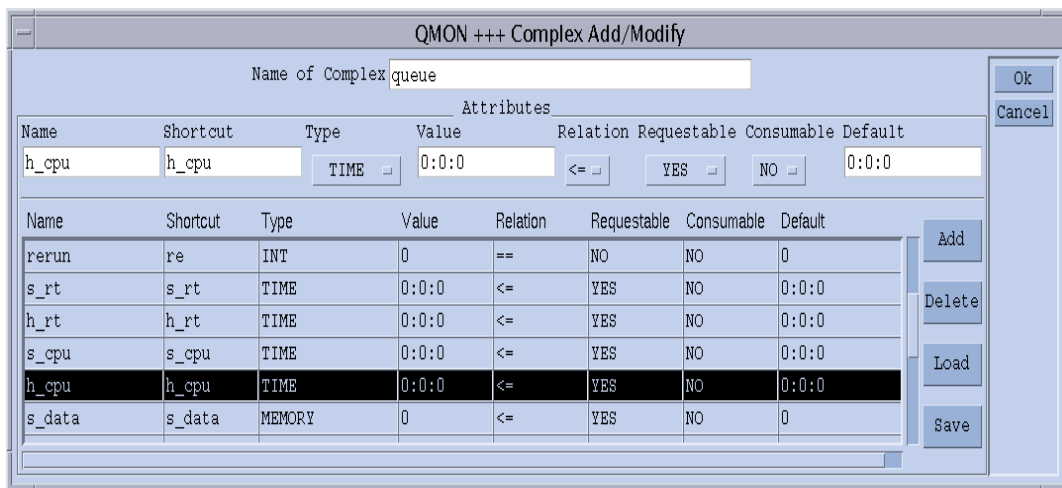 QMON +++ Complex Add/Modify
Name of Complex queue
Ok
Cancel
Attributes
Name Shortcut Type Value Relation Requestable Consumable Default
h_cpu h_cpu TIME 0:0:0 <= YES NO 0:0:0
Name Shortcut Type Value Relation Requestable Consumable Default
rerun re INT 0 == NO NO 0
s_rt s_rt TIME 0:0:0 <= YES NO 0:0:0
h_rt h_rt TIME 0:0:0 <= YES NO 0:0:0
s_cpu s_cpu TIME 0:0:0 <= YES NO 0:0:0
h_cpu h_cpu TIME 0:0:0 <= YES NO 0:0:0
s_data s_data MEMORY 0 <= YES NO 0
Add
Delete
Load
Save